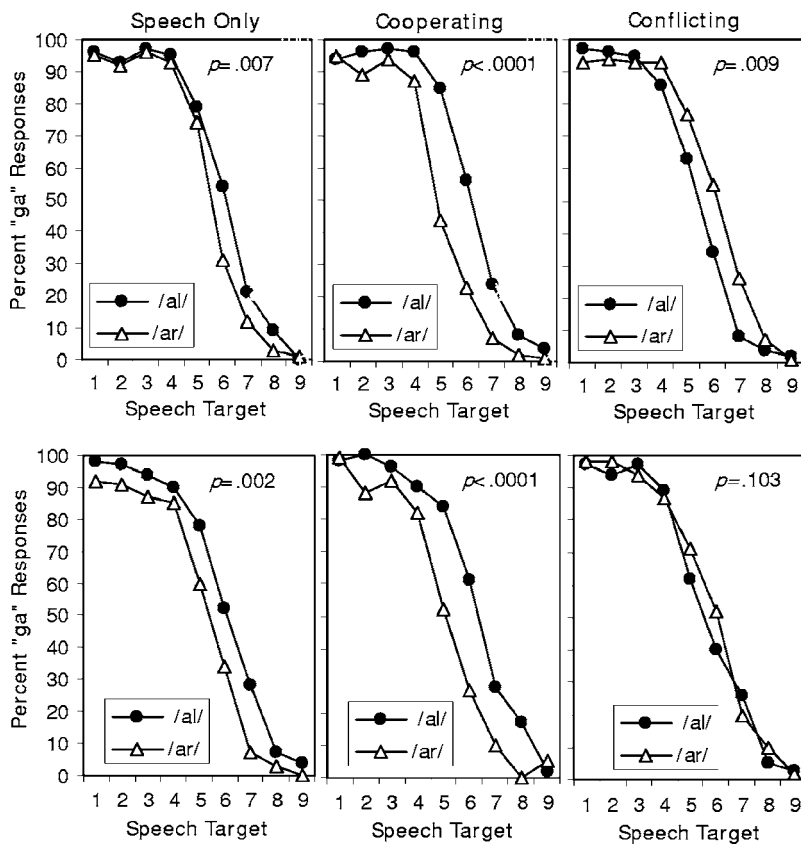 Speech Only Cooperating Conflicting
Percent "ga" Responses
100
90
80
70
60
50
40
30
20
10
0
p=.007
/al/
/ar/
1 2 3 4 5 6 7 8 9
Speech Target
p<.0001
/al/
/ar/
1 2 3 4 5 6 7 8 9
Speech Target
p=.009
/al/
/ar/
1 2 3 4 5 6 7 8 9
Speech Target
Percent "ga" Responses
100
90
80
70
60
50
40
30
20
10
0
p=.002
/al/
/ar/
1 2 3 4 5 6 7 8 9
Speech Target
p<.0001
/al/
/ar/
1 2 3 4 5 6 7 8 9
Speech Target
p=.103
/al/
/ar/
1 2 3 4 5 6 7 8 9
Speech Target